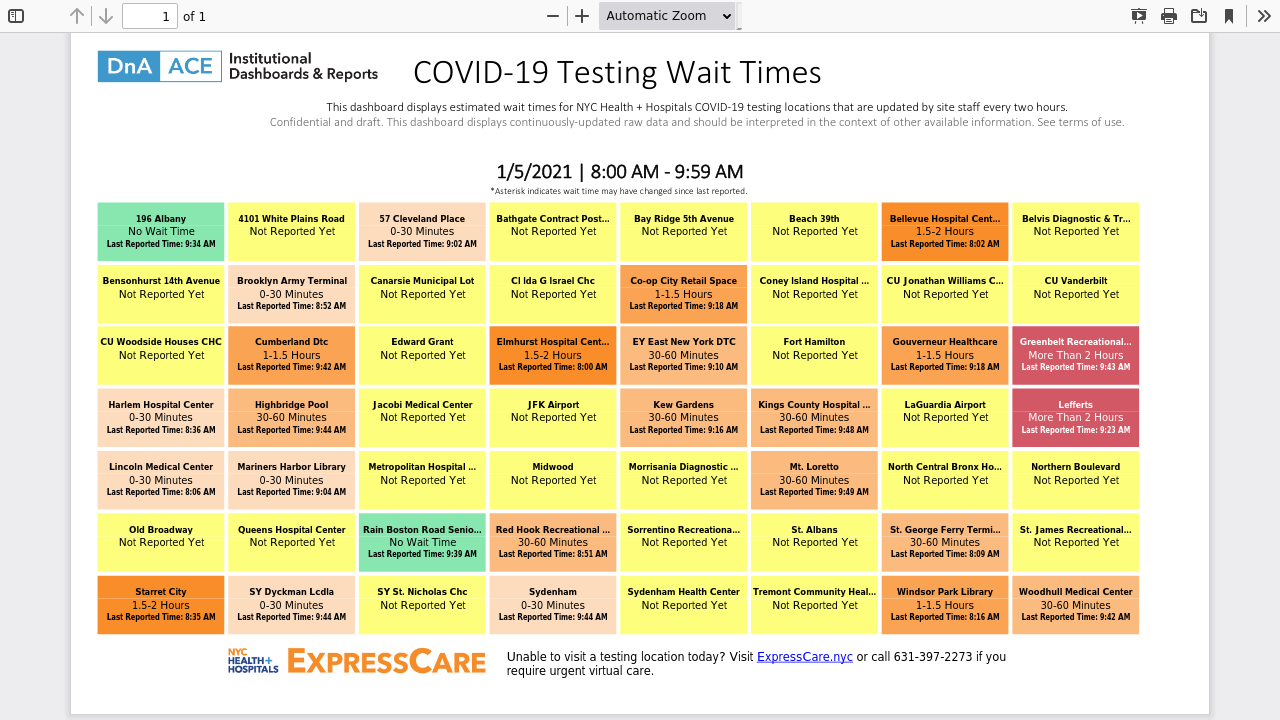 1 of 1 Automatic Zoom
DnA ACE Institutional Dashboards & Reports
COVID-19 Testing Wait Times
This dashboard displays estimated wait times for NYC Health + Hospitals COVID-19 testing locations that are updated by site staff every two hours.
Confidential and draft. This dashboard displays continuously-updated raw data and should be interpreted in the context of other available information. See terms of use.
1/5/2021 | 8:00 AM - 9:59 AM
*Asterisk indicates wait time may have changed since last reported.
196 Albany
No Wait Time
Last Reported Time: 9:34 AM
4101 White Plains Road
Not Reported Yet
57 Cleveland Place
0-30 Minutes
Last Reported Time: 9:02 AM
Bathgate Contract Post...
Not Reported Yet
Bay Ridge 5th Avenue
Not Reported Yet
Beach 39th
Not Reported Yet
Bellevue Hospital Cent...
1.5-2 Hours
Last Reported Time: 8:02 AM
Belvis Diagnostic & Tr...
Not Reported Yet
Bensonhurst 14th Avenue
Not Reported Yet
Brooklyn Army Terminal
0-30 Minutes
Last Reported Time: 8:52 AM
Canarsie Municipal Lot
Not Reported Yet
Cl Ida G Israel Chc
Not Reported Yet
Co-op City Retail Space
1-1.5 Hours
Last Reported Time: 9:18 AM
Coney Island Hospital ...
Not Reported Yet
CU Jonathan Williams C...
Not Reported Yet
CU Vanderbilt
Not Reported Yet
CU Woodside Houses CHC
Not Reported Yet
Cumberland Dtc
1-1.5 Hours
Last Reported Time: 9:42 AM
Edward Grant
Not Reported Yet
Elmhurst Hospital Cent...
1.5-2 Hours
Last Reported Time: 8:00 AM
EY East New York DTC
30-60 Minutes
Last Reported Time: 9:10 AM
Fort Hamilton
Not Reported Yet
Gouverneur Healthcare
1-1.5 Hours
Last Reported Time: 9:18 AM
Greenbelt Recreational...
More Than 2 Hours
Last Reported Time: 9:43 AM
Harlem Hospital Center
0-30 Minutes
Last Reported Time: 8:36 AM
Highbridge Pool
30-60 Minutes
Last Reported Time: 9:44 AM
Jacobi Medical Center
Not Reported Yet
JFK Airport
Not Reported Yet
Kew Gardens
30-60 Minutes
Last Reported Time: 9:16 AM
Kings County Hospital ...
30-60 Minutes
Last Reported Time: 9:48 AM
LaGuardia Airport
Not Reported Yet
Lefferts
More Than 2 Hours
Last Reported Time: 9:23 AM
Lincoln Medical Center
0-30 Minutes
Last Reported Time: 8:06 AM
Mariners Harbor Library
0-30 Minutes
Last Reported Time: 9:04 AM
Metropolitan Hospital ...
Not Reported Yet
Midwood
Not Reported Yet
Morrisania Diagnostic ...
Not Reported Yet
Mt. Loretto
30-60 Minutes
Last Reported Time: 9:49 AM
North Central Bronx Ho...
Not Reported Yet
Northern Boulevard
Not Reported Yet
Old Broadway
Not Reported Yet
Queens Hospital Center
Not Reported Yet
Rain Boston Road Senio...
No Wait Time
Last Reported Time: 9:39 AM
Red Hook Recreational ...
30-60 Minutes
Last Reported Time: 8:51 AM
Sorrentino Recreationa...
Not Reported Yet
St. Albans
Not Reported Yet
St. George Ferry Termi...
30-60 Minutes
Last Reported Time: 8:09 AM
St. James Recreational...
Not Reported Yet
Starret City
1.5-2 Hours
Last Reported Time: 8:35 AM
SY Dyckman Lcdla
0-30 Minutes
Last Reported Time: 9:44 AM
SY St. Nicholas Chc
Not Reported Yet
Sydenham
0-30 Minutes
Last Reported Time: 9:44 AM
Sydenham Health Center
Not Reported Yet
Tremont Community Heal...
Not Reported Yet
Windsor Park Library
1-1.5 Hours
Last Reported Time: 8:16 AM
Woodhull Medical Center
30-60 Minutes
Last Reported Time: 9:42 AM
NYC
HEALTH+
HOSPITALS
EXPRESSCARE
Unable to visit a testing location today? Visit ExpressCare.nyc or call 631-397-2273 if you
require urgent virtual care.